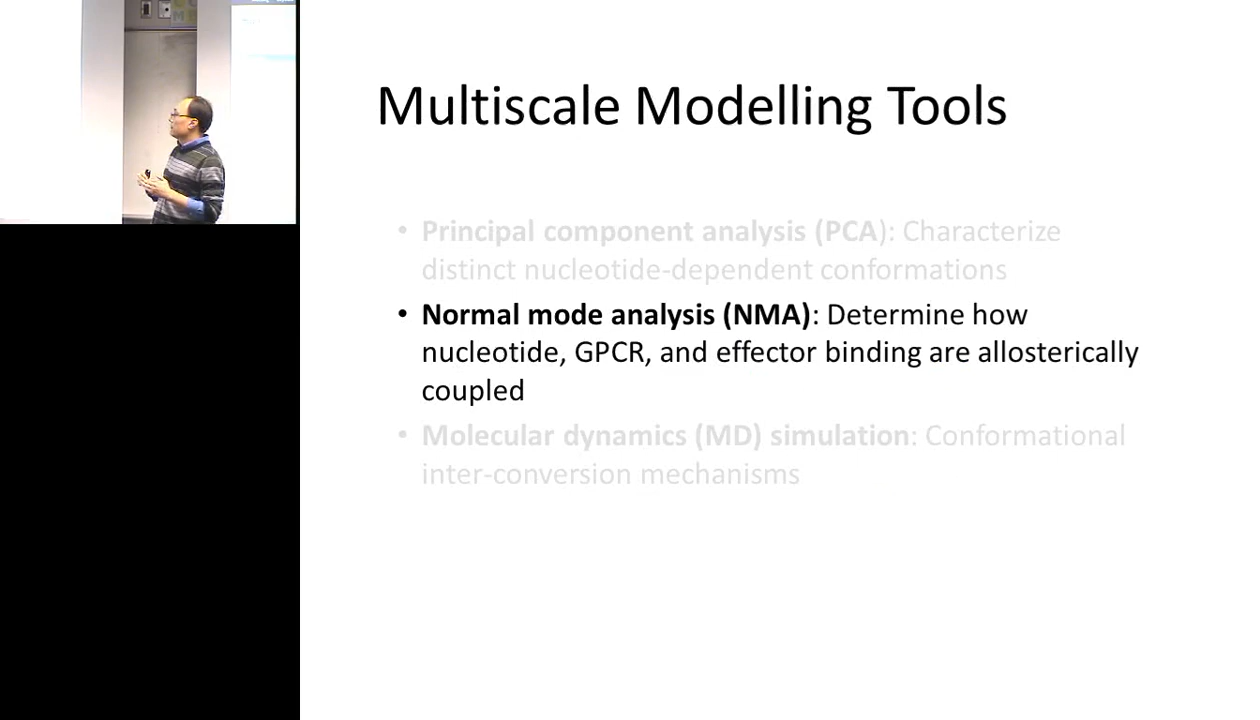 Multiscale Modelling Tools
• Principal component analysis (PCA): Characterize
distinct nucleotide-dependent conformations
• Normal mode analysis (NMA): Determine how
nucleotide, GPCR, and effector binding are allosterically
coupled
• Molecular dynamics (MD) simulation: Conformational
inter-conversion mechanisms